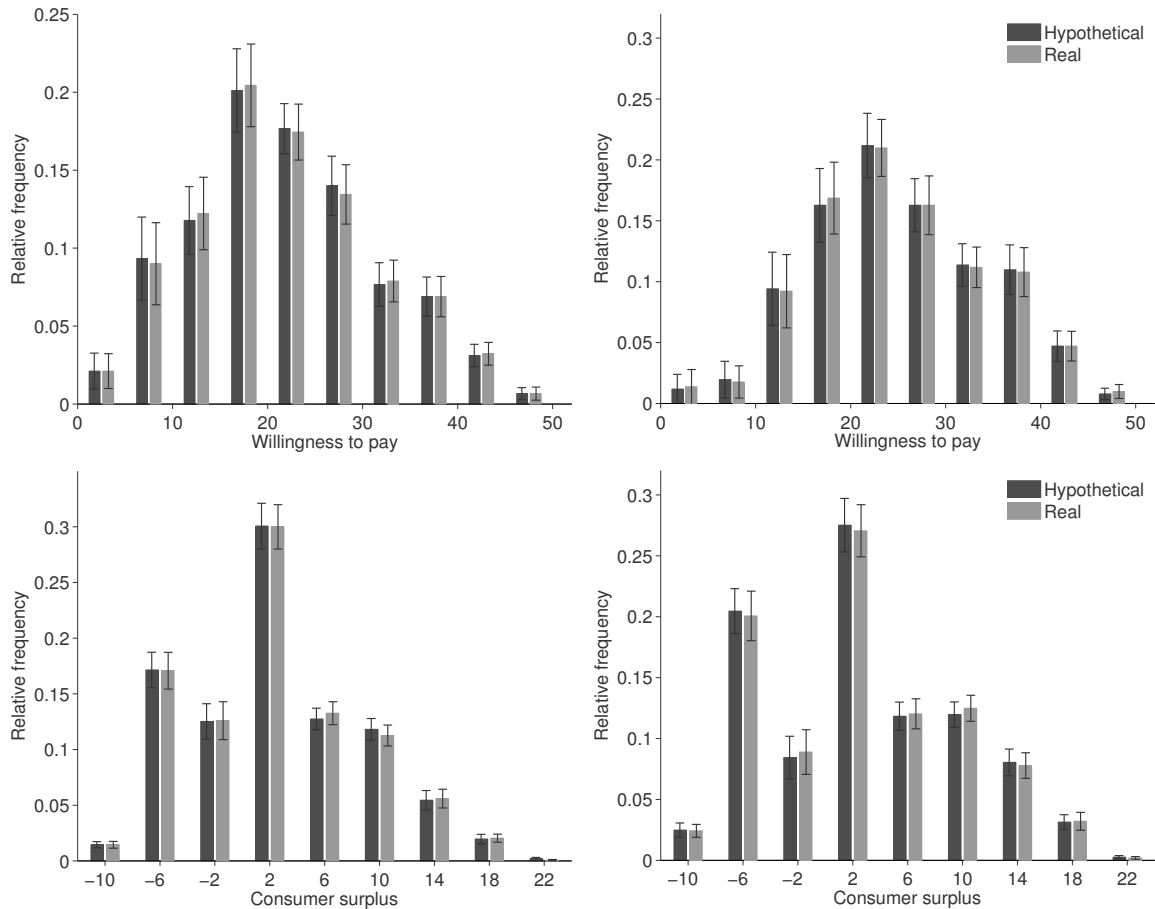 0.25
0.2
0.15
0.1
0.05
0
Relative frequency
0 10 20 30 40 50
Willingness to pay
Hypothetical
Real
0.3
0.25
0.2
0.15
0.1
0.05
0
Relative frequency
0 10 20 30 40 50
Willingness to pay
0.3
0.25
0.2
0.15
0.1
0.05
0
Relative frequency
−10 −6 −2 2 6 10 14 18 22
Consumer surplus
Hypothetical
Real
0.3
0.25
0.2
0.15
0.1
0.05
0
Relative frequency
−10 −6 −2 2 6 10 14 18 22
Consumer surplus